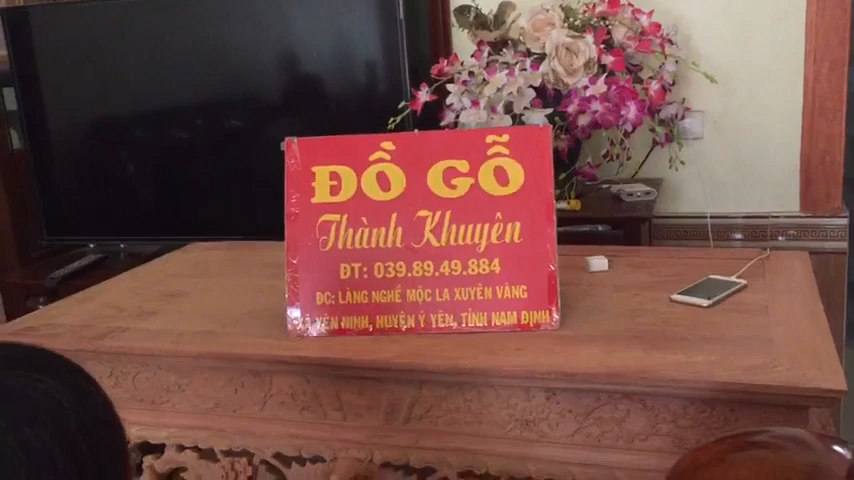 ĐỒ GỖ
Thành Khuyên
ĐT: 039.89.49.884
ĐC: LÀNG NGHỀ MỘC LA XUYÊN VÀNG
XÃ YÊN NINH, HUYỆN Ý YÊN, TỈNH NAM ĐỊNH